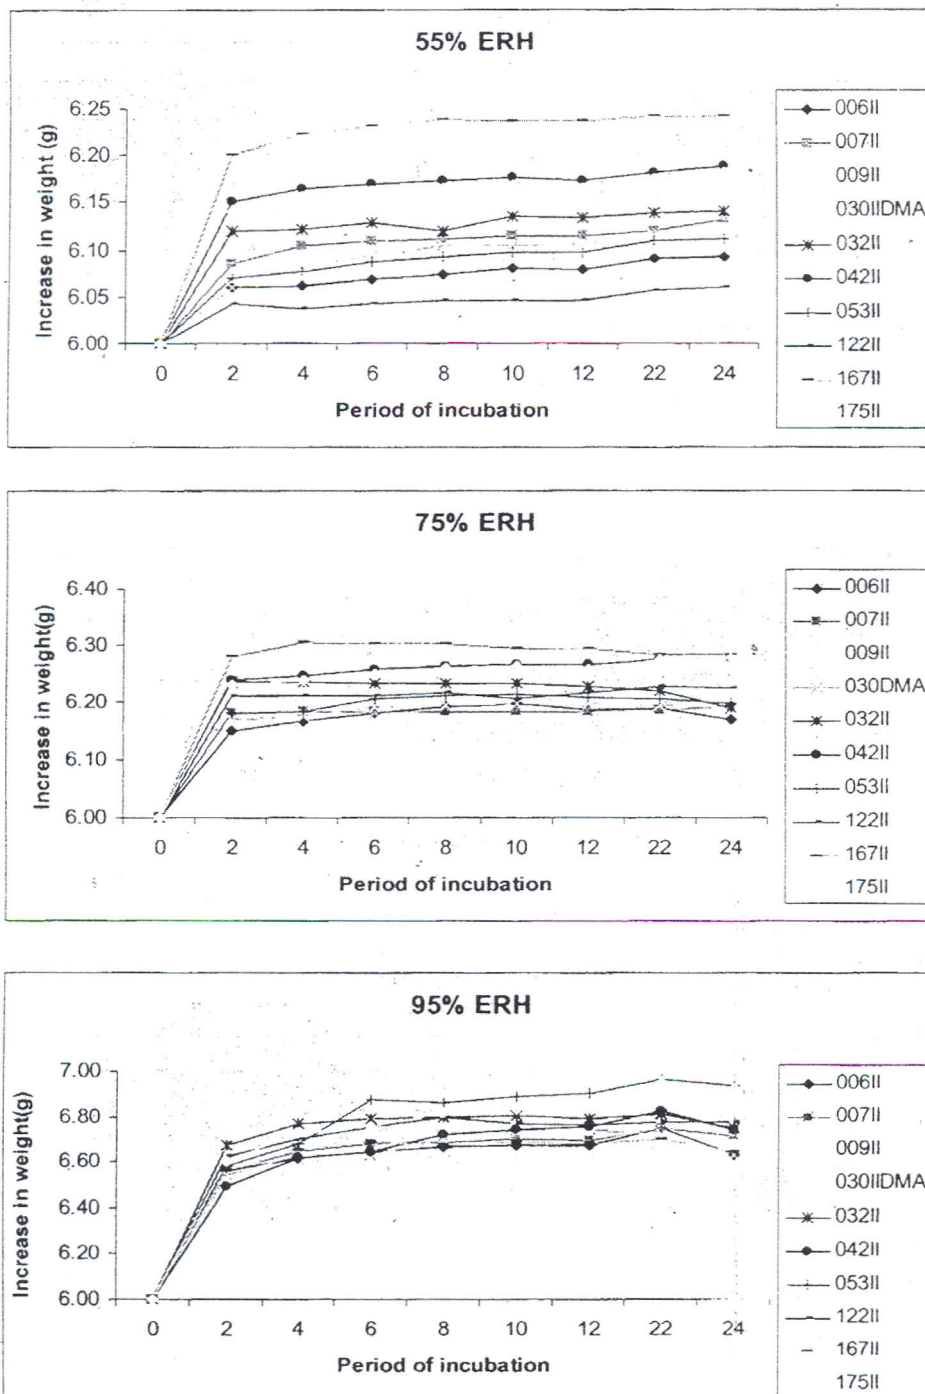 55% ERH
Increase in weight (g)
6.25
6.20
6.15
6.10
6.05
6.00
0 2 4 6 8 10 12 22 24
Period of incubation
006II
007II
009II
030IIDMA
032II
042II
053II
122II
167II
175II
75% ERH
Increase in weight(g)
6.40
6.30
6.20
6.10
6.00
0 2 4 6 8 10 12 22 24
Period of incubation
006II
007II
009II
030DMA
032II
042II
053II
122II
167II
175II
95% ERH
Increase in weight(g)
7.00
6.80
6.60
6.40
6.20
6.00
0 2 4 6 8 10 12 22 24
Period of incubation
006II
007II
009II
030IIDMA
032II
042II
053II
122II
167II
175II